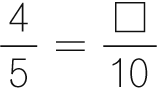 4/5 = □/10